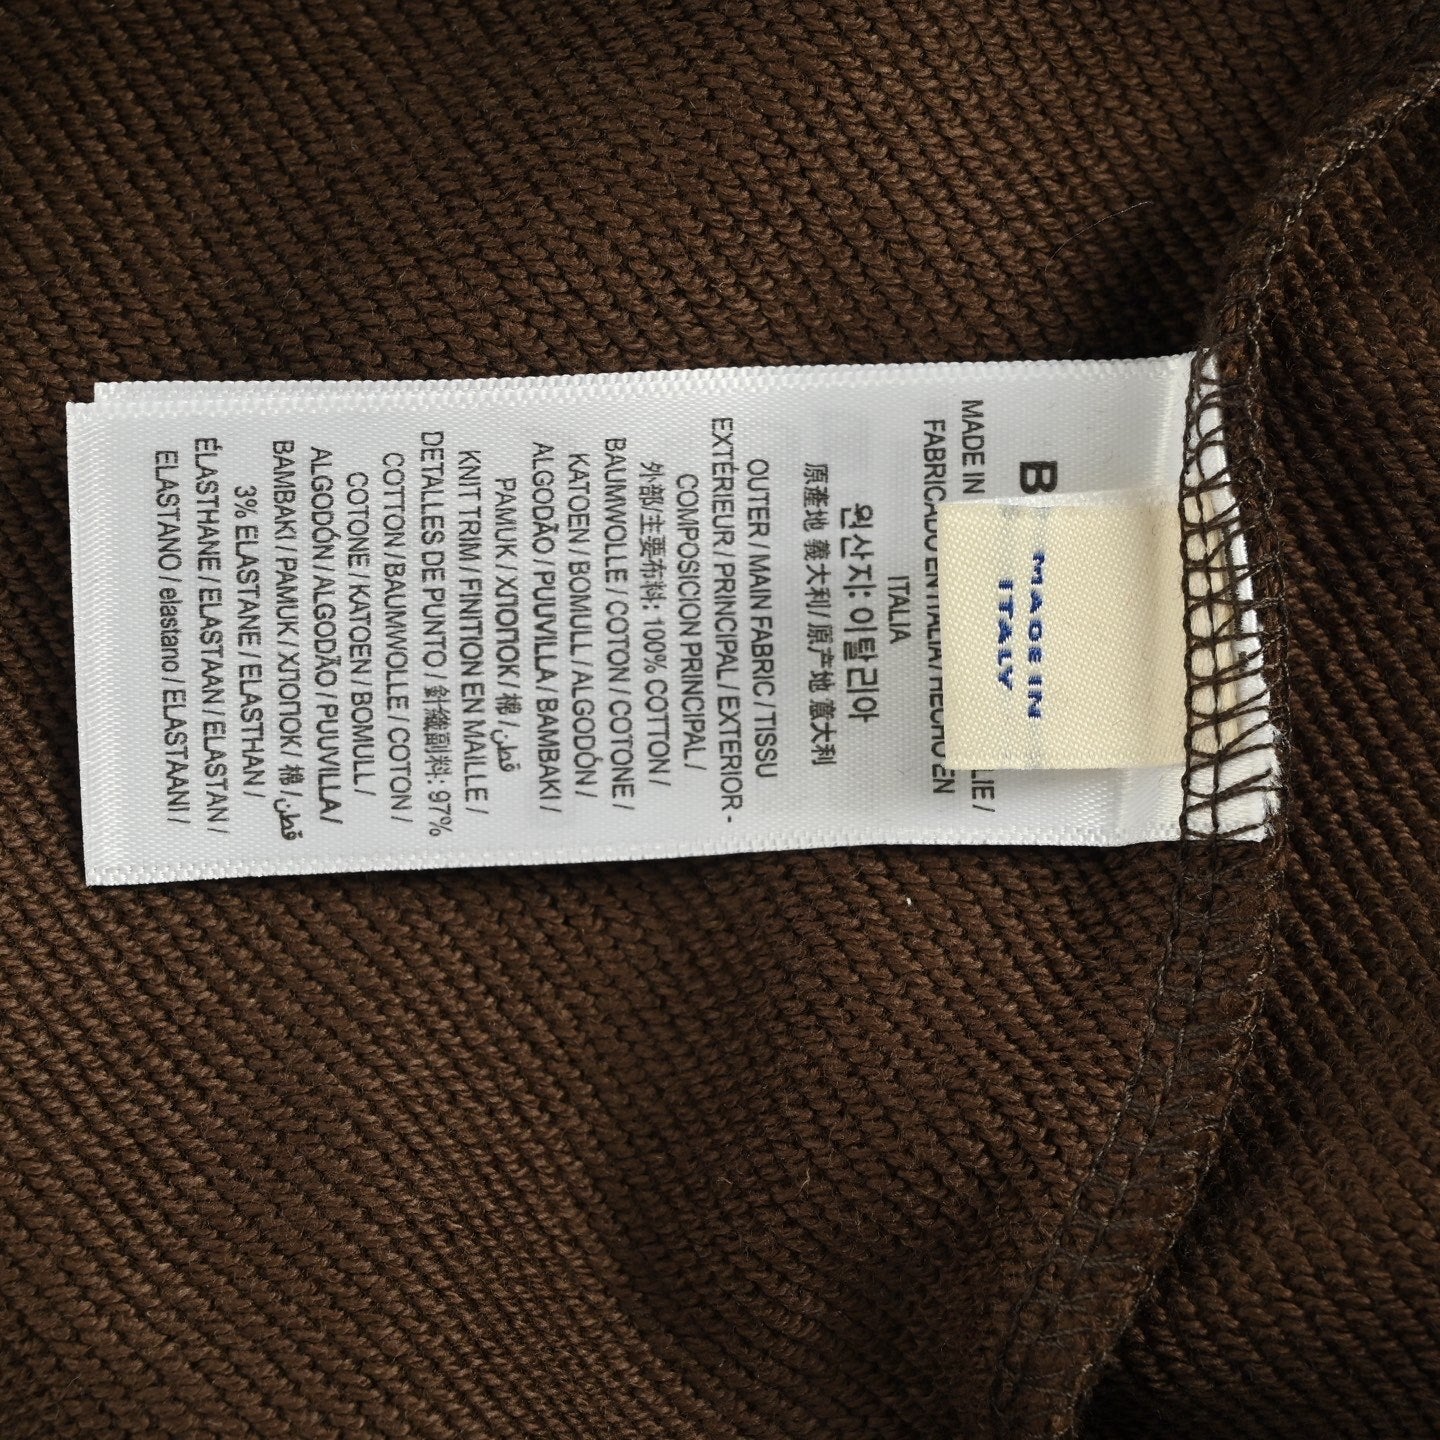 B
MADE IN
LIE /
FABRICADO EN ITALIA / HECHO EN
ITALIA
원산지: 이탈리아
原產地 義大利 / 原产地 意大利
OUTER / MAIN FABRIC / TISSU
EXTÉRIEUR / PRINCIPAL / EXTERIOR -
COMPOSICION PRINCIPAL /
外部/主要布料: 100% COTTON /
BAUMWOLLE / COTON / COTONE /
KATOEN / BOMULL / ALGODÓN /
ALGODÃO / PUUVILLA / BAMBAKI /
PAMUK / ХЛОПОК / 棉 / قطن
KNIT TRIM / FINITION EN MAILLE /
DETALLES DE PUNTO / 針織副料: 97%
COTTON / BAUMWOLLE / COTON /
COTONE / KATOEN / BOMULL /
ALGODÓN / ALGODÃO / PUUVILLA /
BAMBAKI / PAMUK / ХЛОПОК / 棉 / قطن
3% ELASTANE / ELASTHAN /
ÉLASTHANE / ELASTAAN / ELASTAN /
ELASTANO / elastano / ELASTAANI /
MADE IN
ITALY